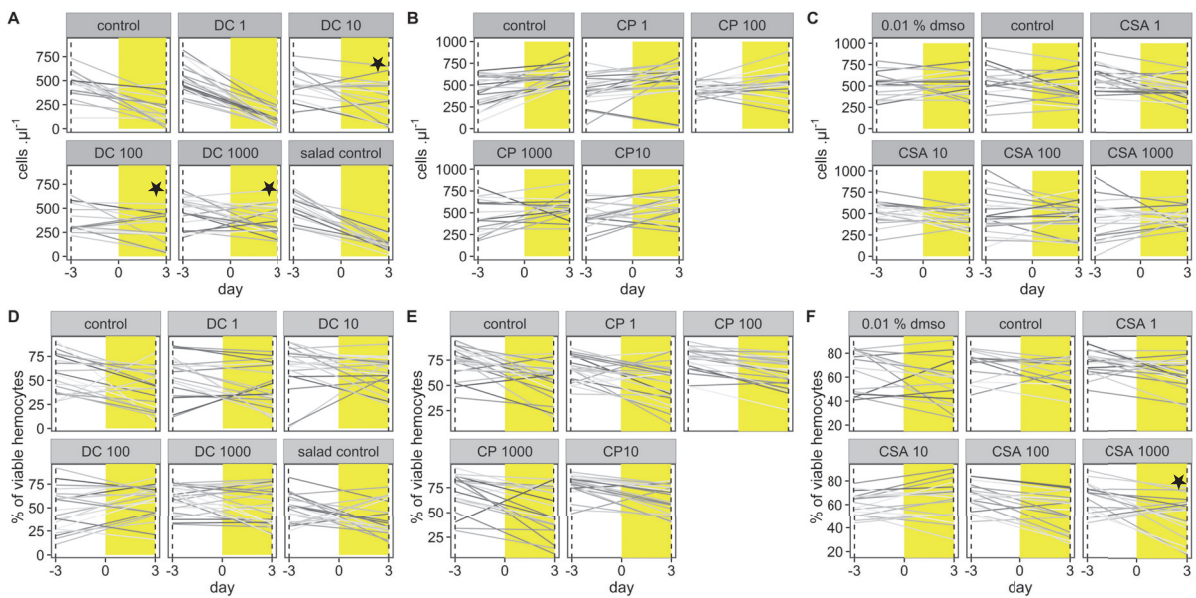 A
control
DC 1
DC 10
cells .µl-1
750
500
250
0
DC 100
DC 1000
salad control
750
500
250
0
-3 0 3 -3 0 3 -3 0 3
day
B
control
CP 1
CP 100
cells .µl-1
1000
750
500
250
0
CP 1000
CP10
1000
750
500
250
0
-3 0 3
-3 0 3 -3 0 3
day
C
0.01 % dmso
control
CSA 1
cells .µl-1
1000
750
500
250
0
CSA 10
CSA 100
CSA 1000
1000
750
500
250
0
-3 0 3 -3 0 3 -3 0 3
day
D
control
DC 1
DC 10
% of viable hemocytes
75
50
25
0
DC 100
DC 1000
salad control
75
50
25
0
-3 0 3 -3 0 3 -3 0 3
day
E
control
CP 1
CP 100
% of viable hemocytes
75
50
25
CP 1000
CP10
75
50
25
-3 0 3
-3 0 3 -3 0 3
day
F
0.01 % dmso
control
CSA 1
% of viable hemocytes
80
60
40
20
CSA 10
CSA 100
CSA 1000
80
60
40
20
-3 0 3 -3 0 3 -3 0 3
day